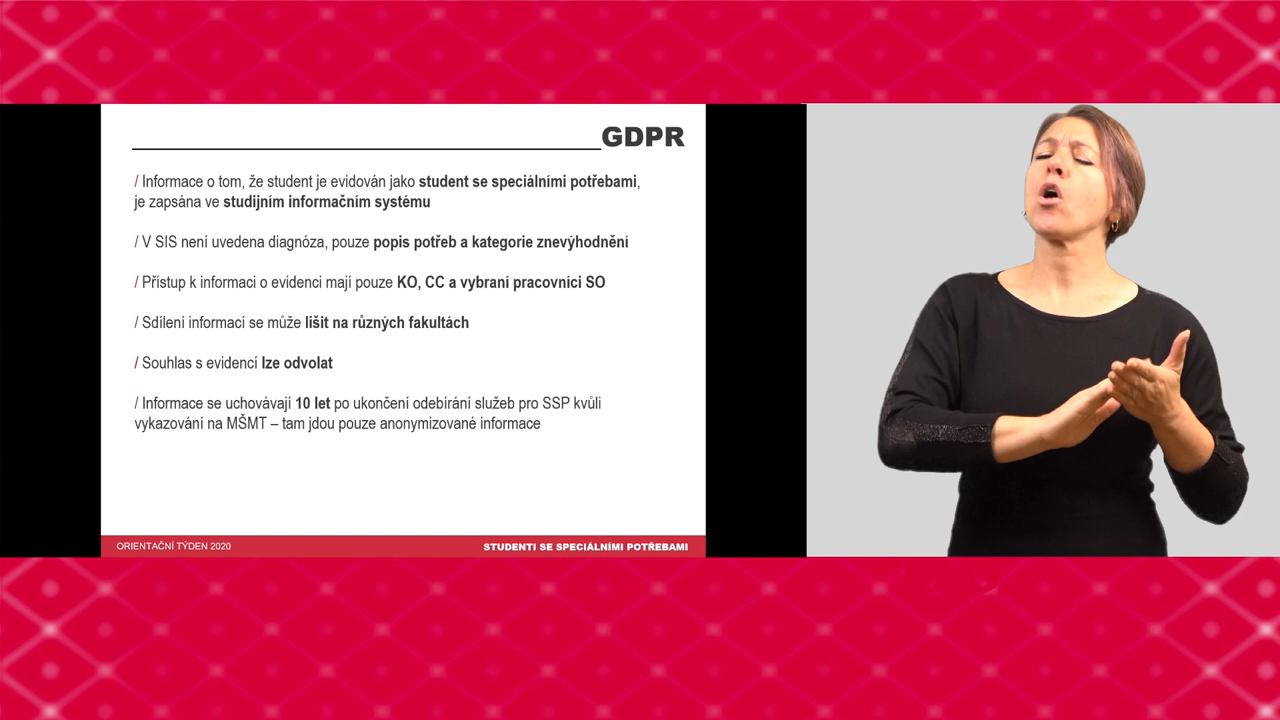 GDPR
/ Informace o tom, že student je evidován jako student se speciálními potřebami,
je zapsána ve studijním informačním systému
/ V SIS není uvedena diagnóza, pouze popis potřeb a kategorie znevýhodnění
/ Přístup k informaci o evidenci mají pouze KO, CC a vybraní pracovníci SO
/ Sdílení informací se může lišit na různých fakultách
/ Souhlas s evidencí lze odvolat
/ Informace se uchovávají 10 let po ukončení odebírání služeb pro SSP kvůli
vykazování na MŠMT – tam jdou pouze anonymizované informace
ORIENTAČNÍ TÝDEN 2020
STUDENTI SE SPECIÁLNÍMI POTŘEBAMI